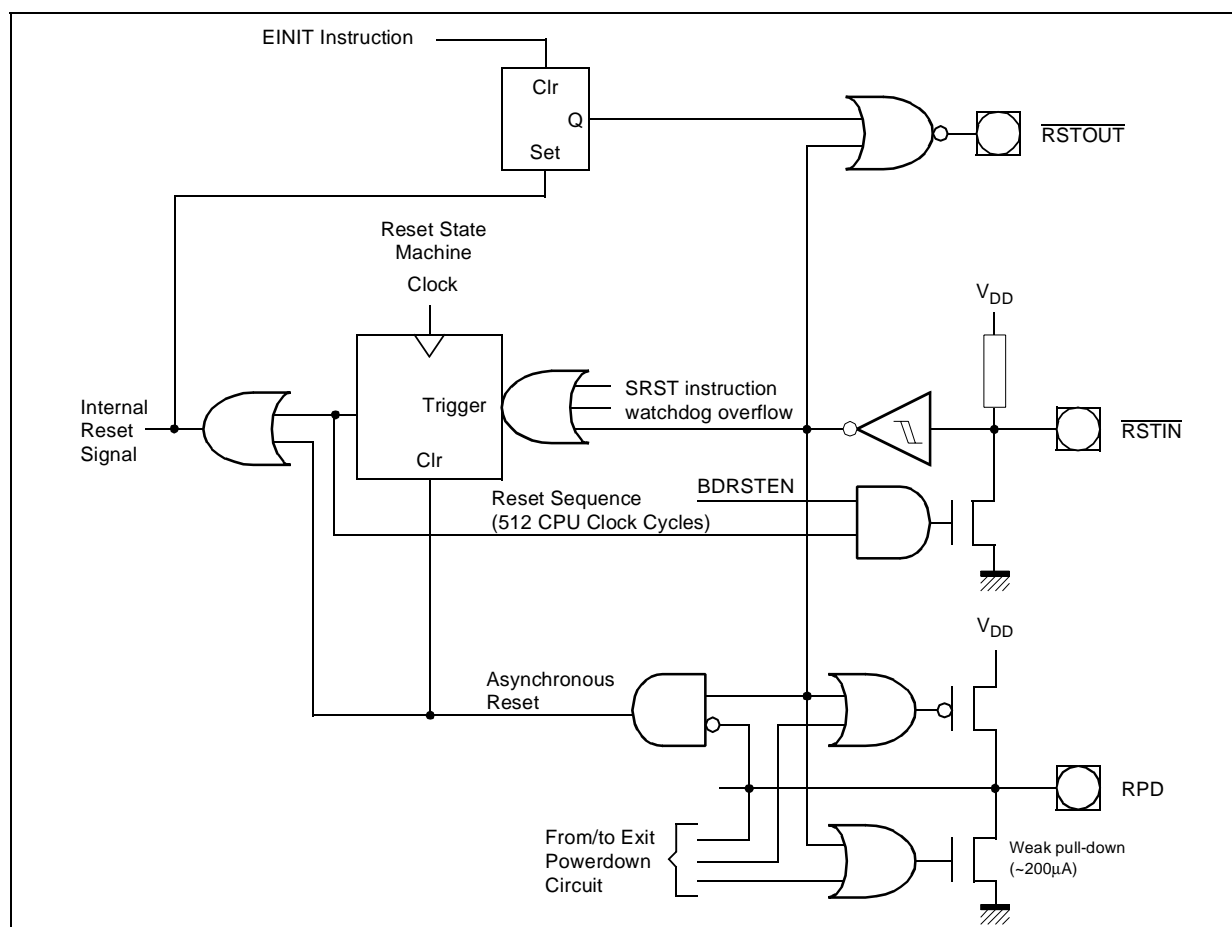 EINIT Instruction
Clr
Q
Set
RSTOUT
Reset State
Machine
Clock
VDD
Trigger
SRST instruction
watchdog overflow
Internal
Reset
Signal
RSTIN
Clr
BDRSTEN
Reset Sequence
(512 CPU Clock Cycles)
VDD
Asynchronous
Reset
RPD
From/to Exit
Powerdown
Circuit
Weak pull-down
(~200µA)